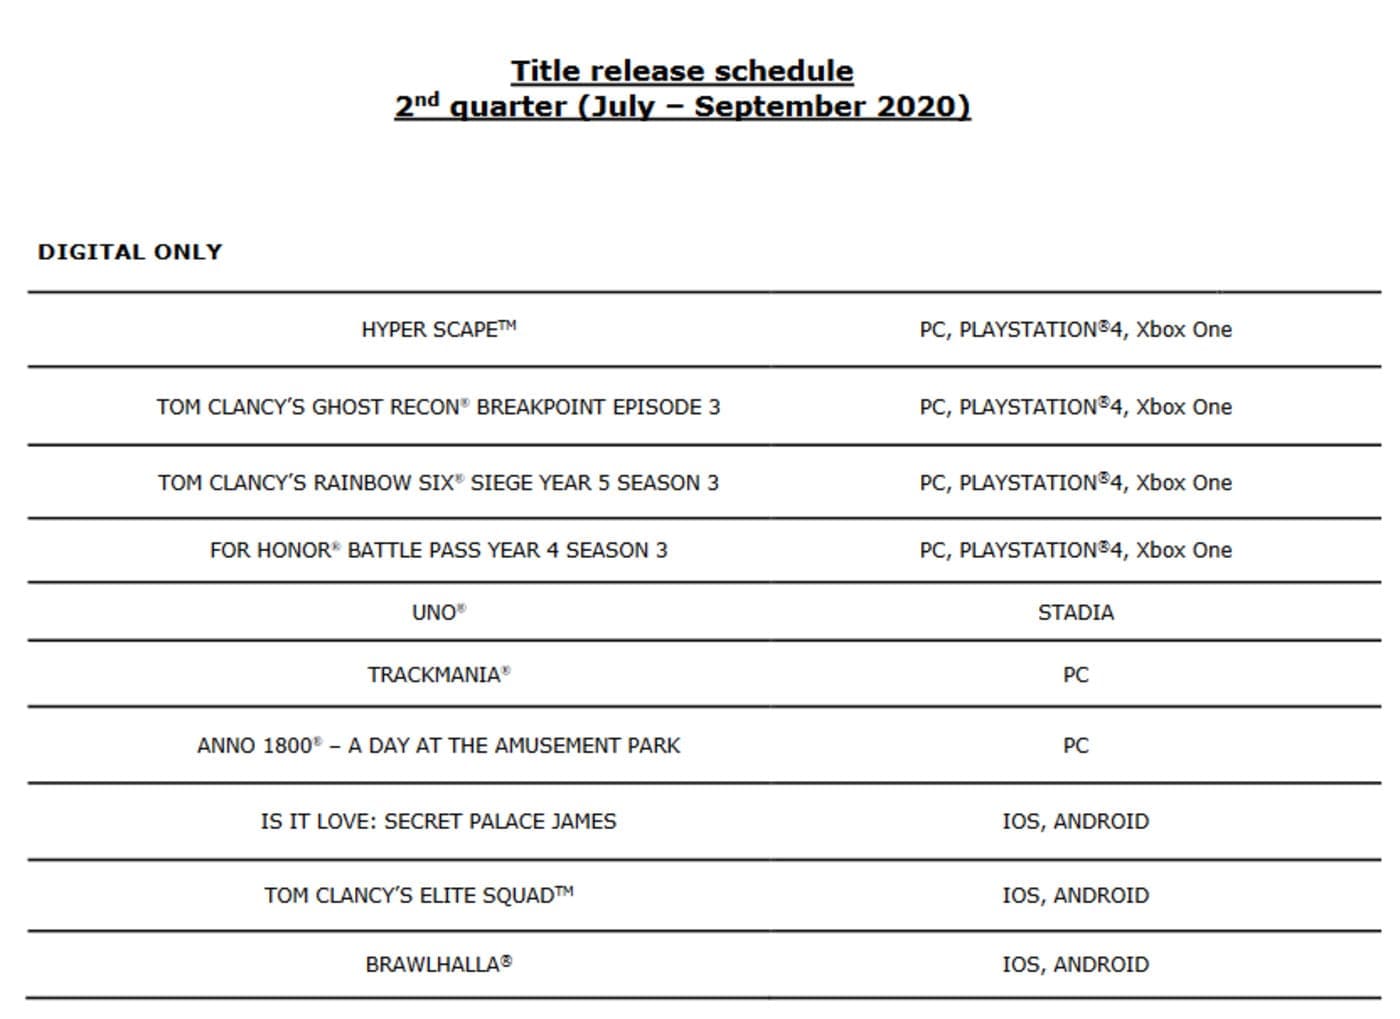 Title release schedule
2nd quarter (July – September 2020)
DIGITAL ONLY
HYPER SCAPE™ PC, PLAYSTATION®4, Xbox One
TOM CLANCY’S GHOST RECON® BREAKPOINT EPISODE 3 PC, PLAYSTATION®4, Xbox One
TOM CLANCY’S RAINBOW SIX® SIEGE YEAR 5 SEASON 3 PC, PLAYSTATION®4, Xbox One
FOR HONOR® BATTLE PASS YEAR 4 SEASON 3 PC, PLAYSTATION®4, Xbox One
UNO® STADIA
TRACKMANIA® PC
ANNO 1800® – A DAY AT THE AMUSEMENT PARK PC
IS IT LOVE: SECRET PALACE JAMES IOS, ANDROID
TOM CLANCY’S ELITE SQUAD™ IOS, ANDROID
BRAWLHALLA® IOS, ANDROID